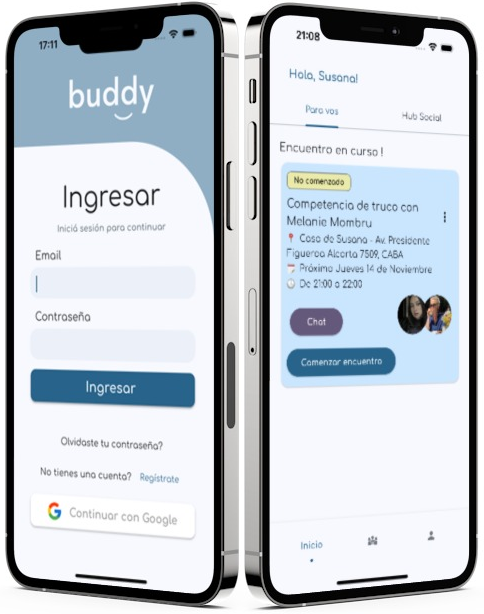 17:11
buddy
Ingresar
Iniciá sesión para continuar
Email
Contraseña
Ingresar
Olvidaste tu contraseña?
No tienes una cuenta? Registrate
Continuar con Google
21:08
Hola, Susana!
Para vos
Hub Social
Encuentro en curso !
No comenzado
Competencia de truco con
Melanie Mombru
Casa de Susana - Av. Presidente
Figueroa Alcorta 7509, CABA
Próximo Jueves 14 de Noviembre
De 21:00 a 22:00
Chat
Comenzar encuentro
Inicio